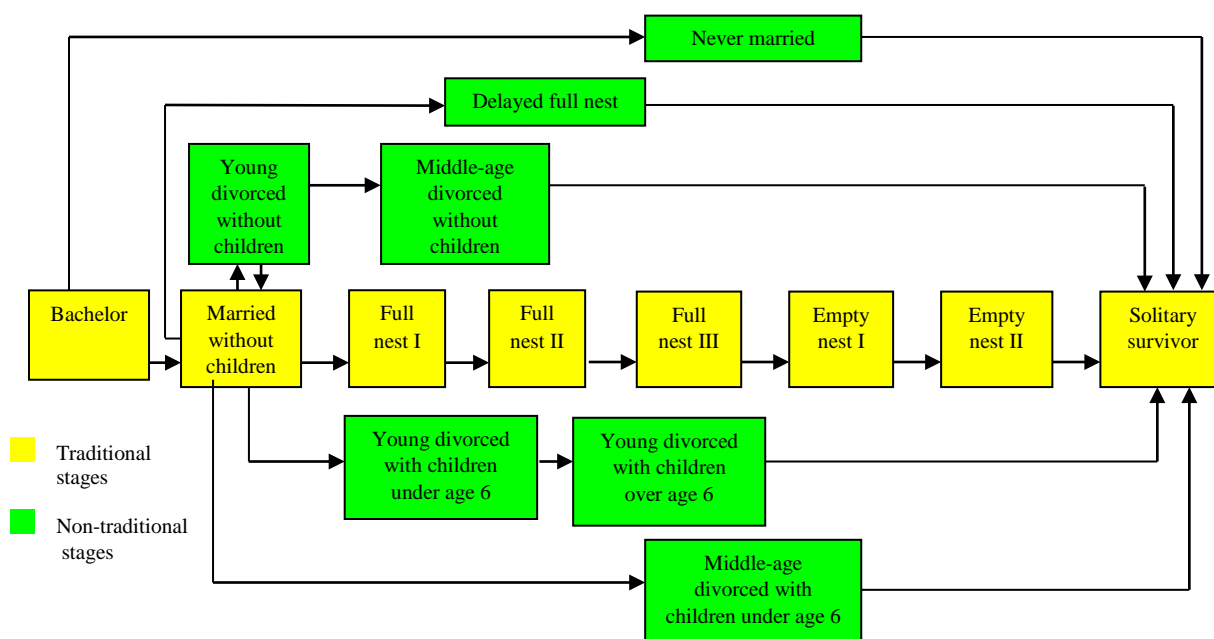 Never married
Delayed full nest
Young
divorced
without
children
Middle-age
divorced
without
children
Bachelor
Married
without
children
Full
nest I
Full
nest II
Full
nest III
Empty
nest I
Empty
nest II
Solitary
survivor
Young divorced
with children
under age 6
Young divorced
with children
over age 6
Traditional
stages
Non-traditional
stages
Middle-age
divorced with
children under age 6